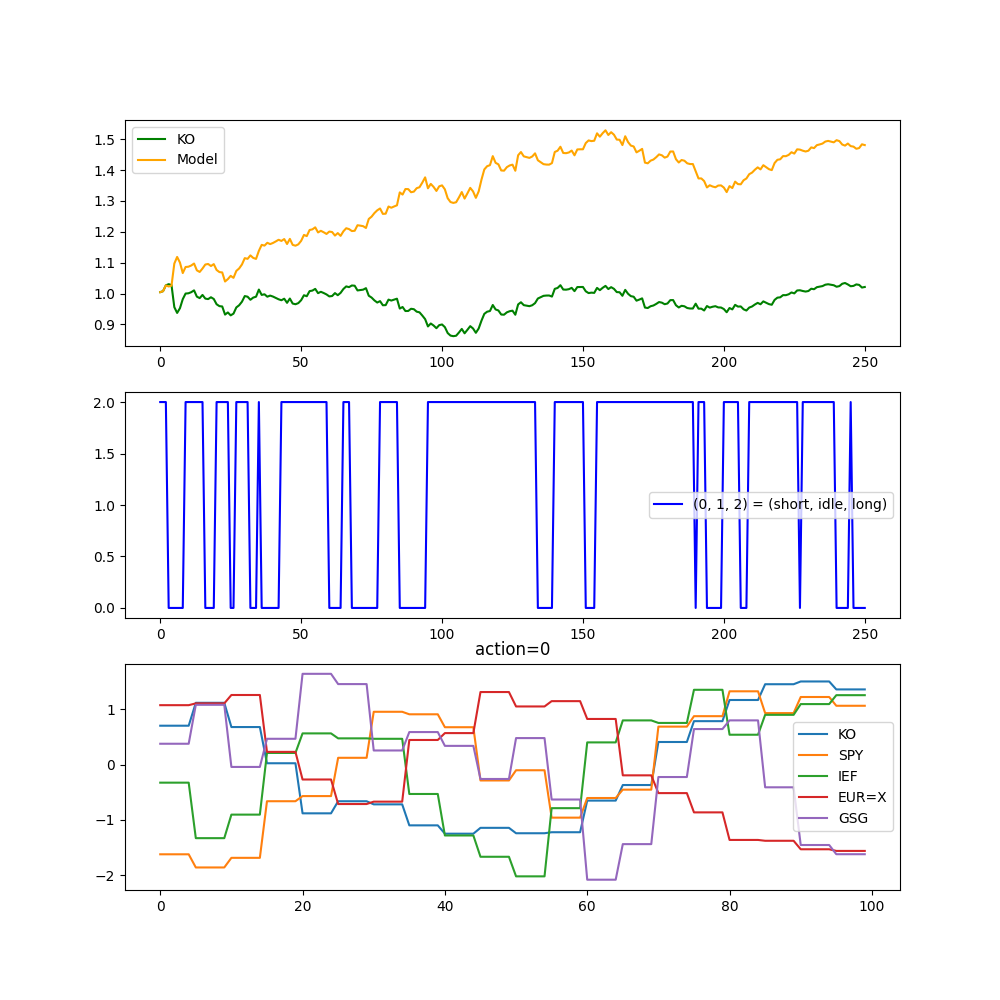 KO
Model
1.5
1.4
1.3
1.2
1.1
1.0
0.9
0 50 100 150 200 250
2.0
1.5
1.0
0.5
0.0
(0, 1, 2) = (short, idle, long)
0 50 100 150 200 250
action=0
1
0
−1
−2
KO
SPY
IEF
EUR=X
GSG
0 20 40 60 80 100